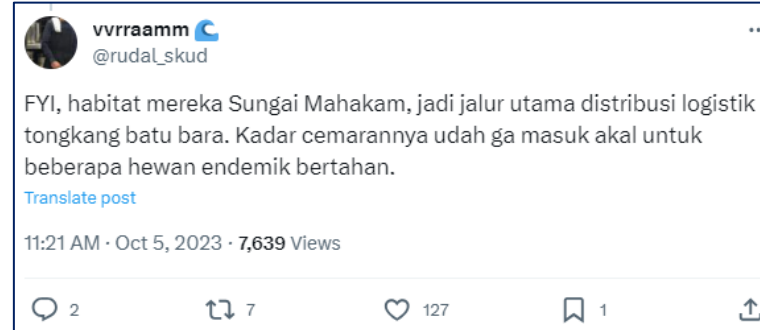 vvrraamm 🌊
@rudal_skud
FYI, habitat mereka Sungai Mahakam, jadi jalur utama distribusi logistik
tongkang batu bara. Kadar cemarannya udah ga masuk akal untuk
beberapa hewan endemik bertahan.
Translate post
11:21 AM · Oct 5, 2023 · 7,639 Views
2 7 127 1